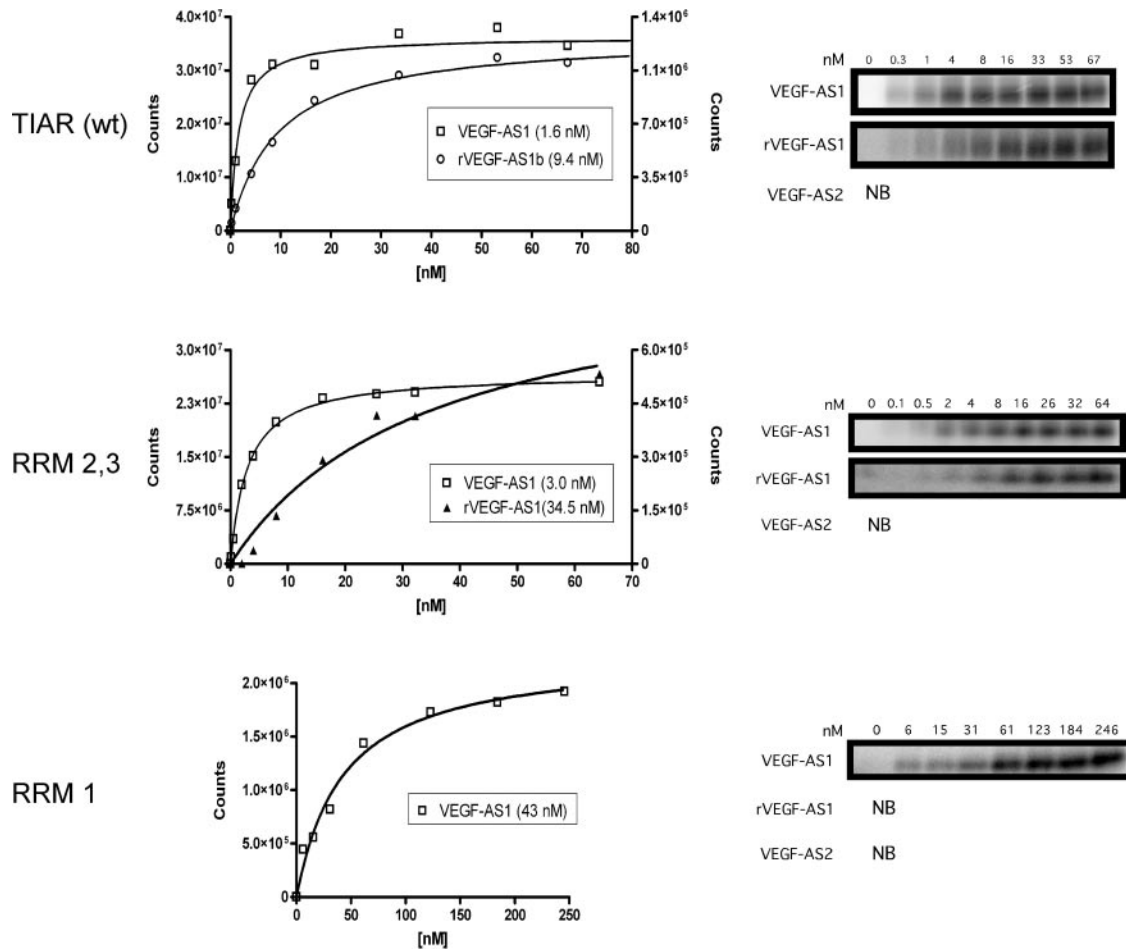 TIAR (wt)
Counts
4.0×10⁷
3.0×10⁷
2.0×10⁷
1.0×10⁷
0
1.4×10⁶
1.1×10⁶
7.0×10⁵
3.5×10⁵
0
Counts
VEGF-AS1 (1.6 nM)
rVEGF-AS1b (9.4 nM)
0 10 20 30 40 50 60 70 80
[nM]
nM 0 0.3 1 4 8 16 33 53 67
VEGF-AS1
rVEGF-AS1
VEGF-AS2 NB
RRM 2,3
Counts
3.0×10⁷
2.3×10⁷
1.5×10⁷
7.5×10⁶
0
6.0×10⁵
4.5×10⁵
3.0×10⁵
1.5×10⁵
0
Counts
VEGF-AS1 (3.0 nM)
rVEGF-AS1(34.5 nM)
0 10 20 30 40 50 60 70
[nM]
nM 0 0.1 0.5 2 4 8 16 26 32 64
VEGF-AS1
rVEGF-AS1
VEGF-AS2 NB
RRM 1
Counts
2.0×10⁶
1.5×10⁶
1.0×10⁶
5.0×10⁵
0
VEGF-AS1 (43 nM)
0 50 100 150 200 250
[nM]
nM 0 6 15 31 61 123 184 246
VEGF-AS1
rVEGF-AS1 NB
VEGF-AS2 NB